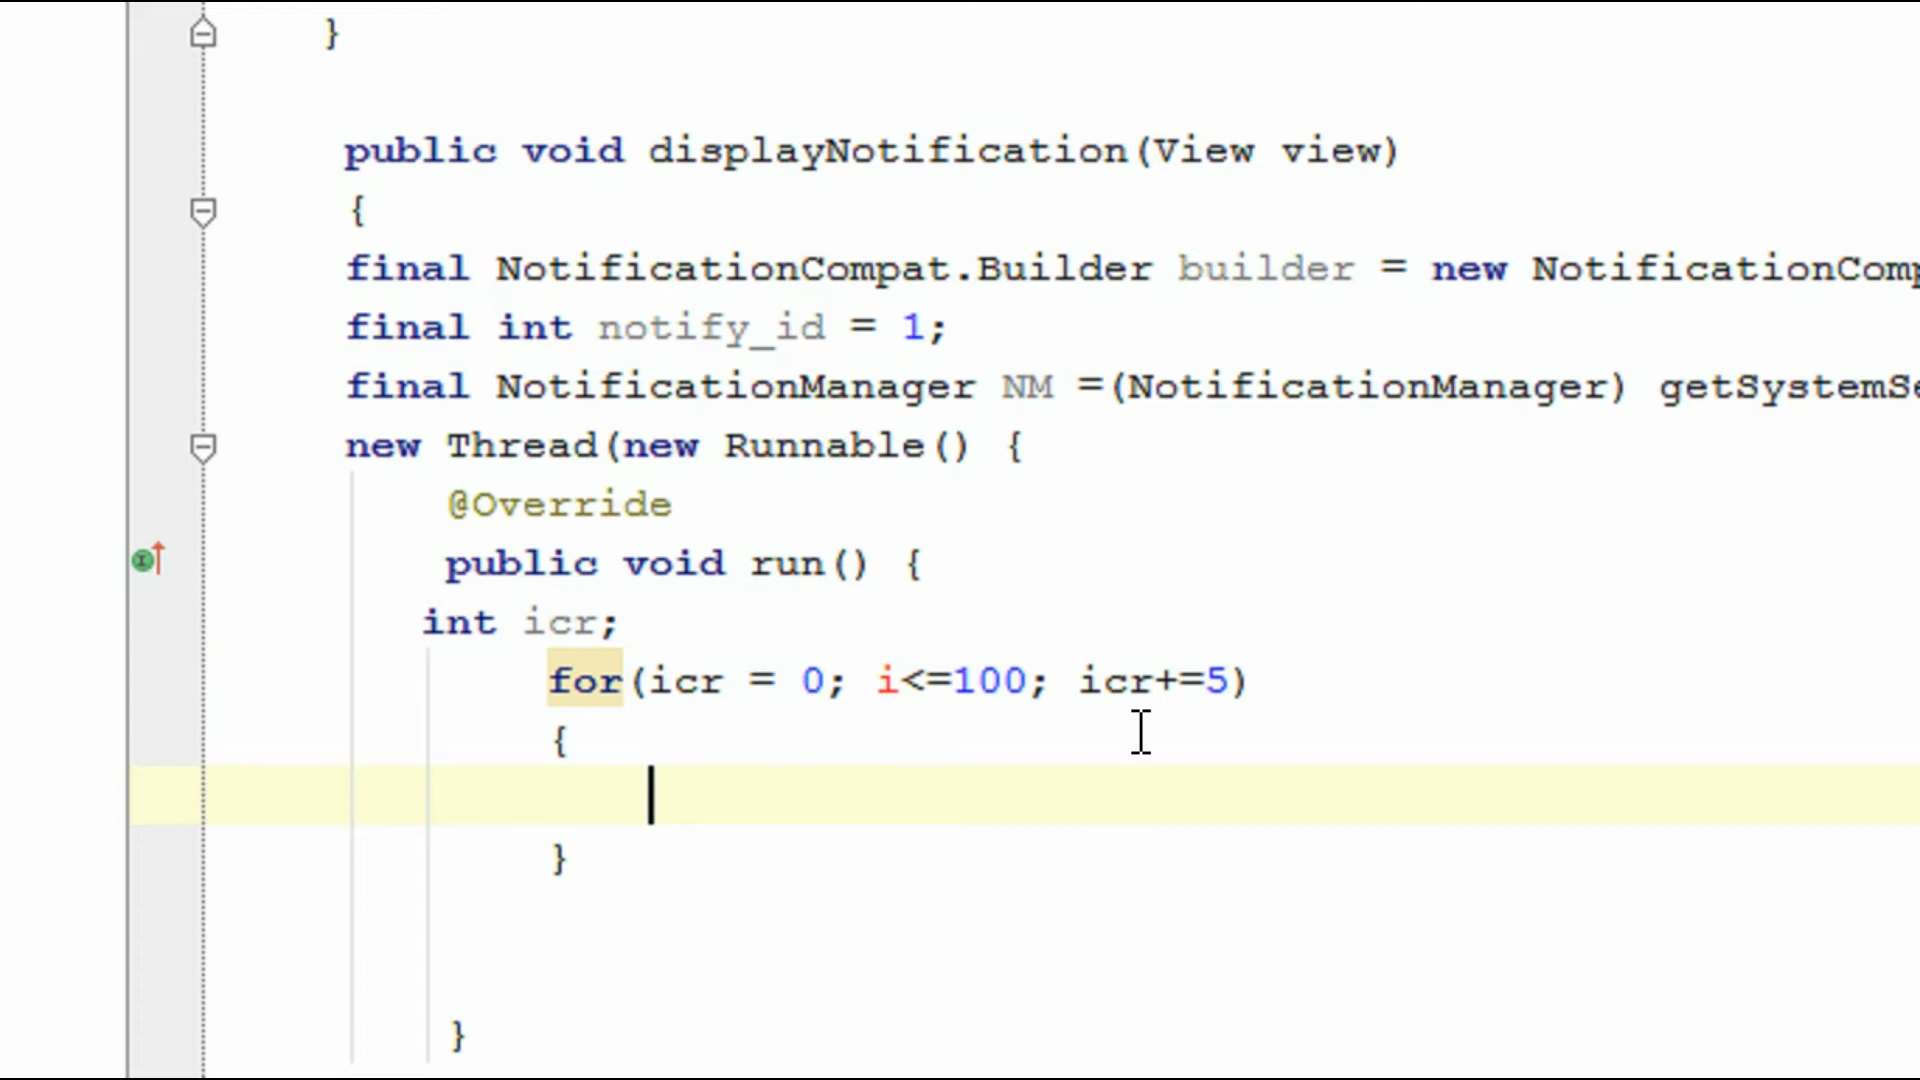 }
public void displayNotification(View view)
{
final NotificationCompat.Builder builder = new NotificationComp
final int notify_id = 1;
final NotificationManager NM =(NotificationManager) getSystemSe
new Thread(new Runnable() {
@Override
public void run() {
int icr;
for(icr = 0; i<=100; icr+=5)
{
}
}